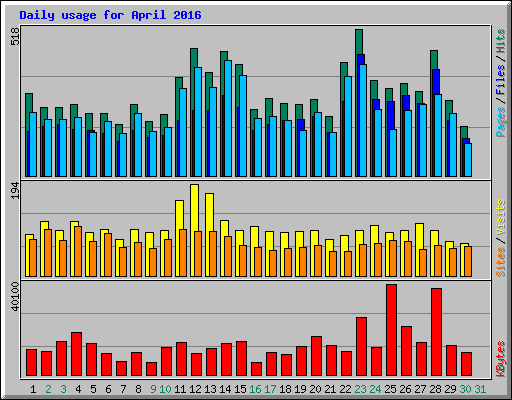 Daily usage for April 2016
518
Pages / Files / Hits
194
Sites / Visits
40100
KBytes
1 2 3 4 5 6 7 8 9 10 11 12 13 14 15 16 17 18 19 20 21 22 23 24 25 26 27 28 29 30 31